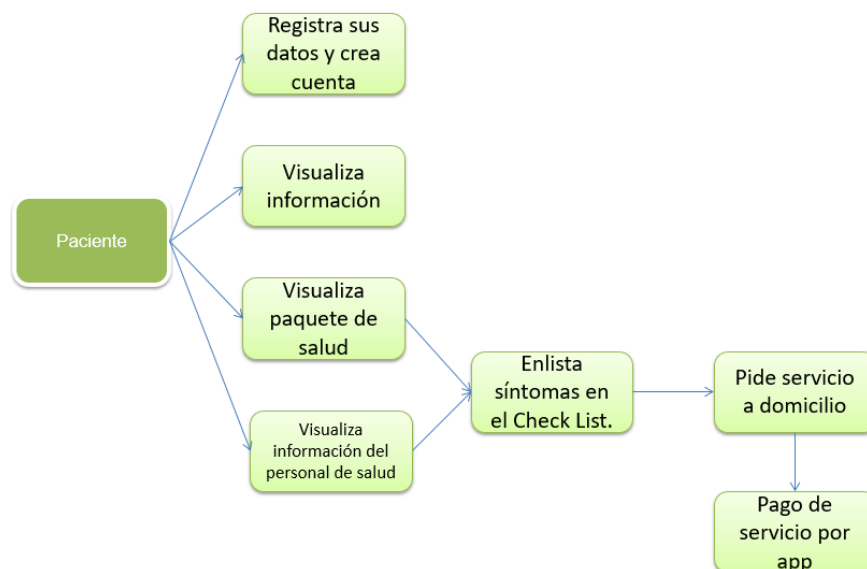 Registra sus
datos y crea
cuenta
Visualiza
información
Paciente
Visualiza
paquete de
salud
Visualiza
información del
personal de salud
Enlista
síntomas en
el Check List.
Pide servicio
a domicilio
Pago de
servicio por
app